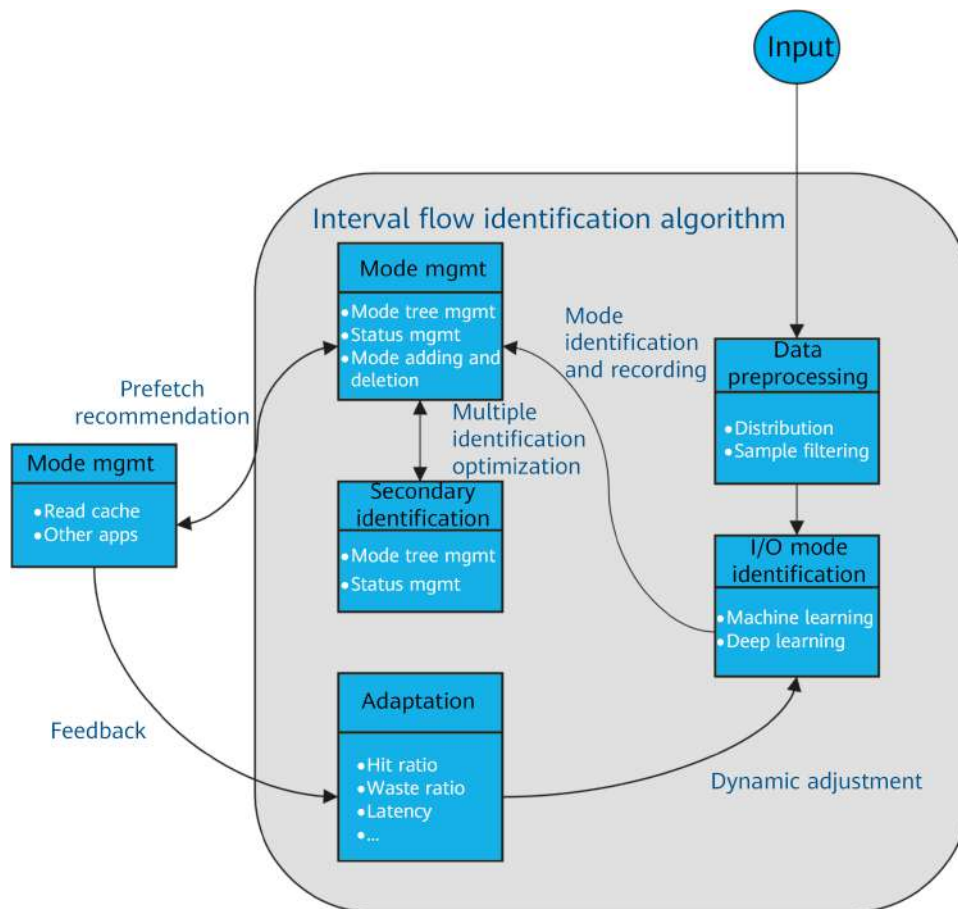 Input
Interval flow identification algorithm
Mode mgmt
●Mode tree mgmt
●Status mgmt
●Mode adding and
deletion
Mode
identification
and recording
Data
preprocessing
●Distribution
●Sample filtering
Prefetch
recommendation
Multiple
identification
optimization
Mode mgmt
●Read cache
●Other apps
Secondary
identification
●Mode tree mgmt
●Status mgmt
I/O mode
identification
●Machine learning
●Deep learning
Adaptation
●Hit ratio
●Waste ratio
●Latency
●...
Feedback
Dynamic adjustment